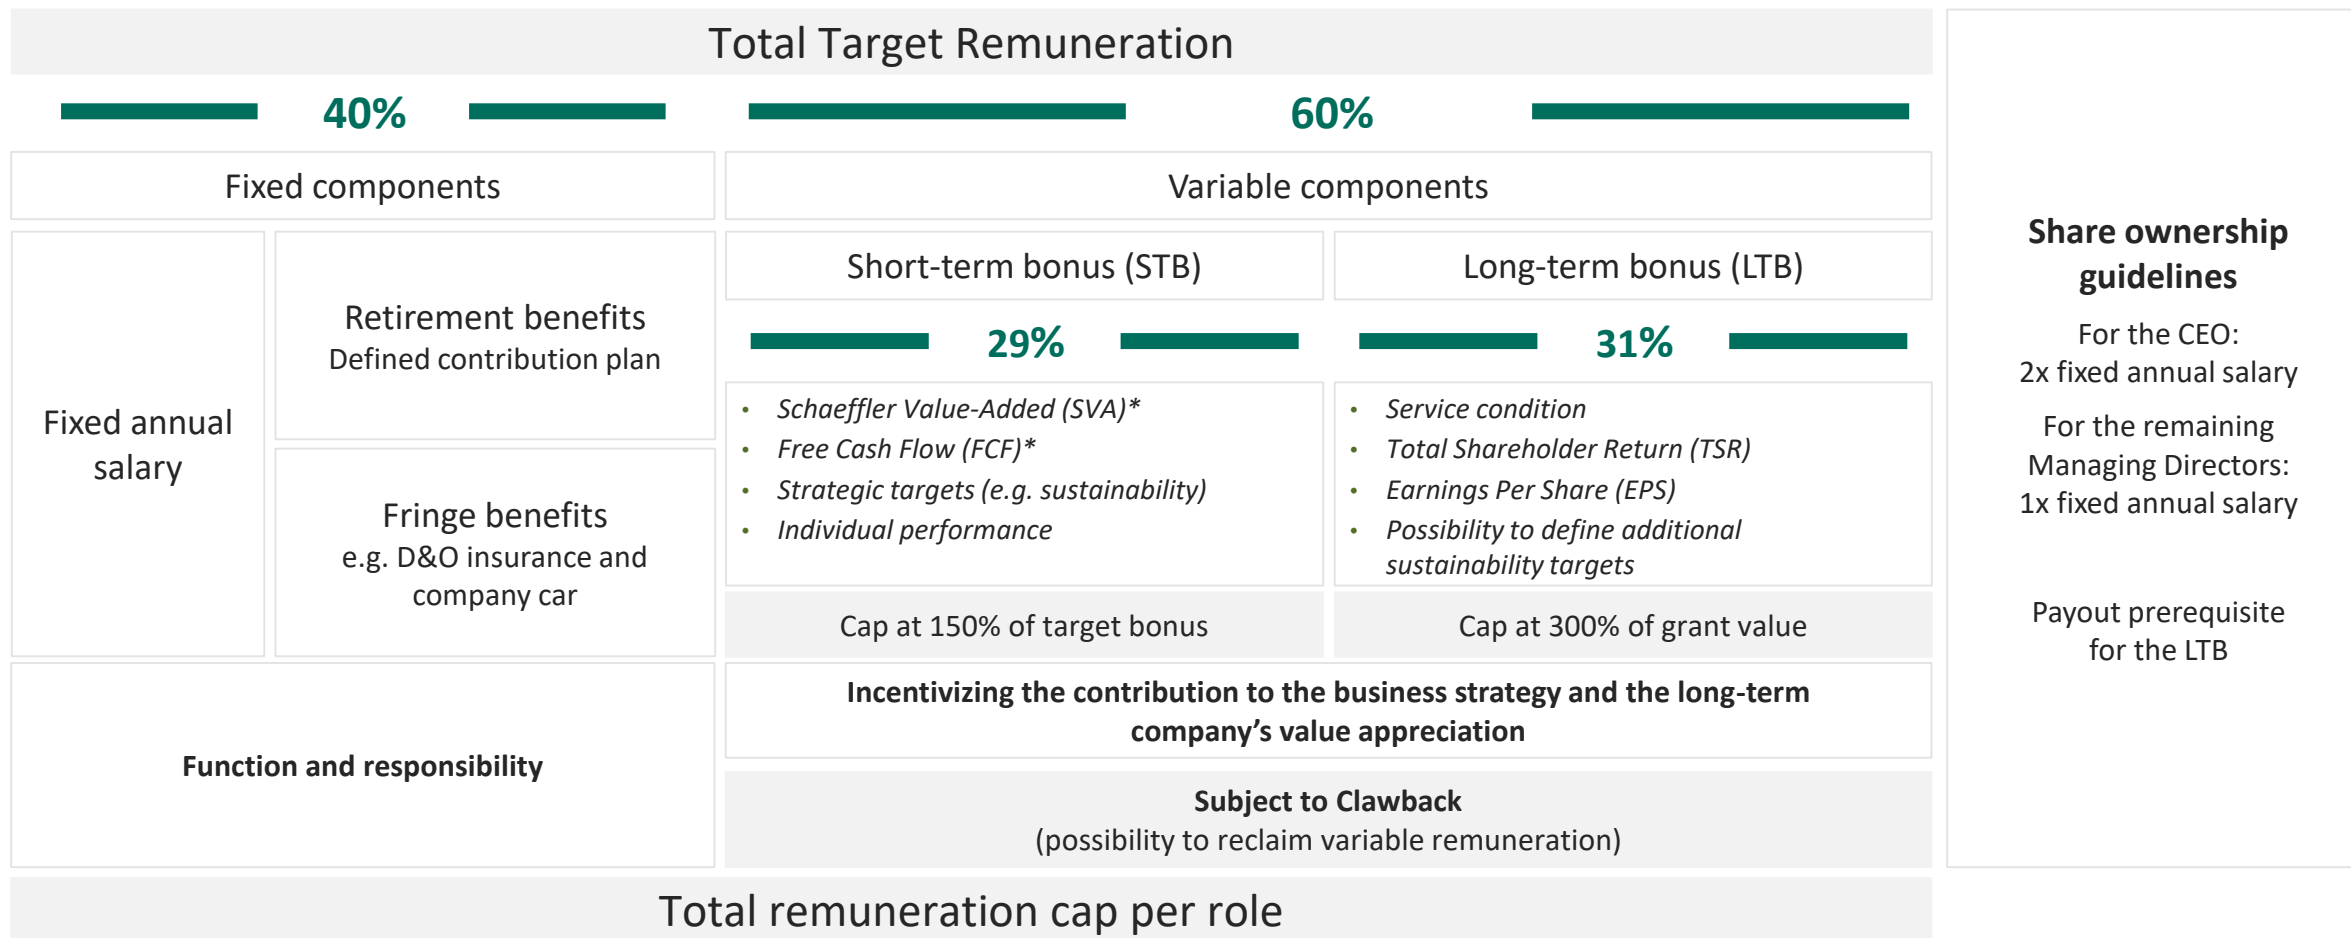 Total Target Remuneration
40%
60%
Fixed components
Variable components
Fixed annual
salary
Retirement benefits
Defined contribution plan
Fringe benefits
e.g. D&O insurance and
company car
Short-term bonus (STB)
Long-term bonus (LTB)
29%
31%
• Schaeffler Value-Added (SVA)*
• Free Cash Flow (FCF)*
• Strategic targets (e.g. sustainability)
• Individual performance
• Service condition
• Total Shareholder Return (TSR)
• Earnings Per Share (EPS)
• Possibility to define additional
sustainability targets
Cap at 150% of target bonus
Cap at 300% of grant value
Function and responsibility
Incentivizing the contribution to the business strategy and the long-term
company’s value appreciation
Subject to Clawback
(possibility to reclaim variable remuneration)
Total remuneration cap per role
Share ownership
guidelines
For the CEO:
2x fixed annual salary
For the remaining
Managing Directors:
1x fixed annual salary
Payout prerequisite
for the LTB